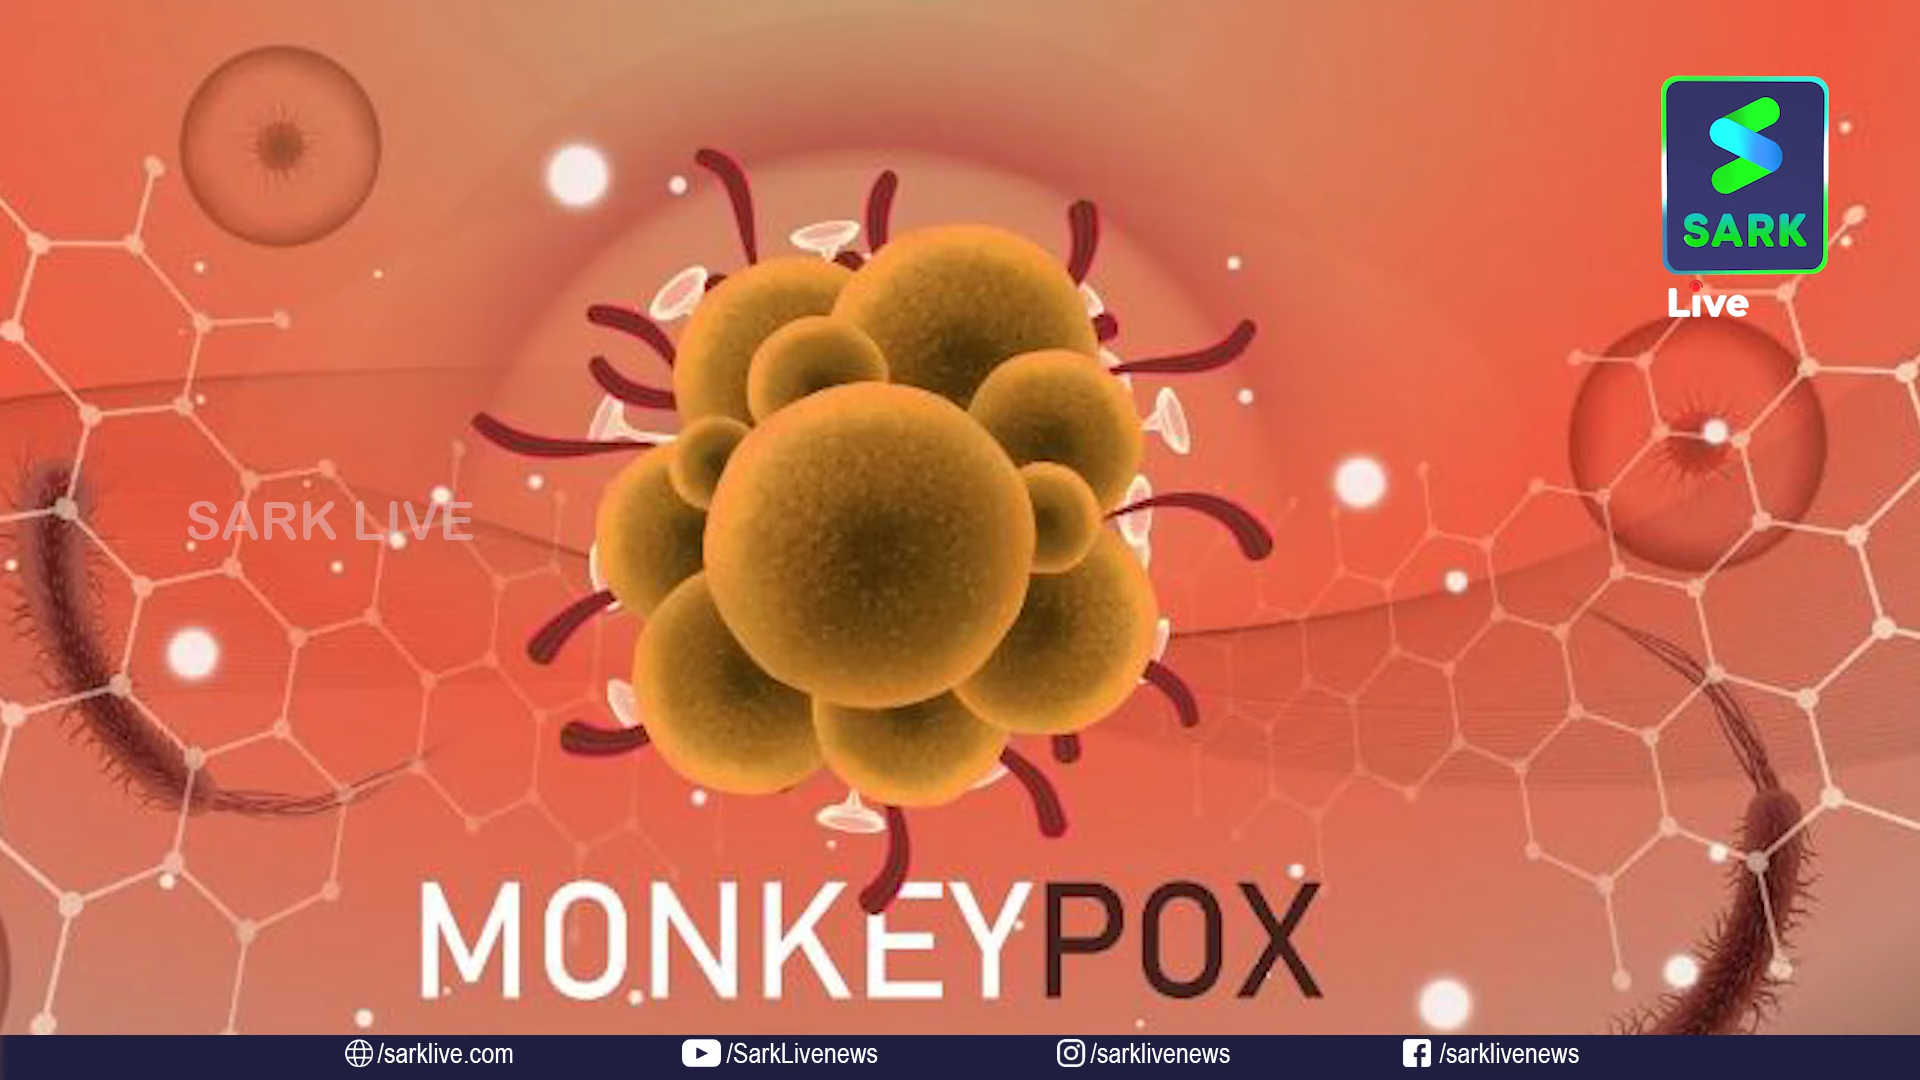 SARK
Live
SARK LIVE
MONKEYPOX
/sarklive.com
/SarkLivenews
/sarklivenews
/sarklivenews